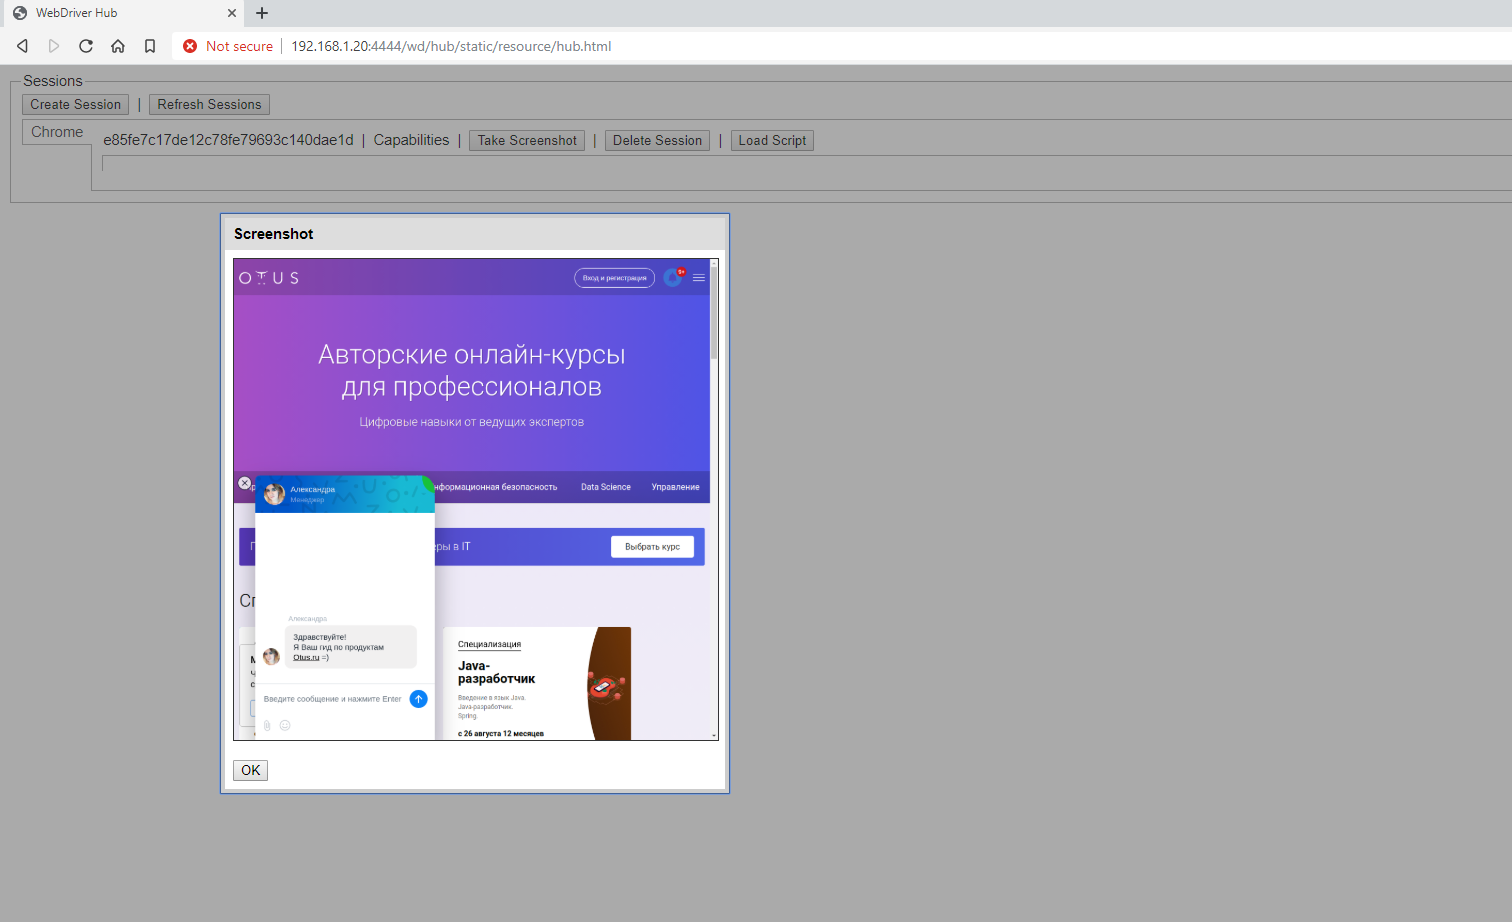 WebDriver Hub
Not secure
192.168.1.20:4444/wd/hub/static/resource/hub.html
Sessions
Create Session | Refresh Sessions
Chrome
e85fe7c17de12c78fe79693c140dae1d | Capabilities | Take Screenshot | Delete Session | Load Script
Screenshot
OTUS
Вход и регистрация
9+
Авторские онлайн-курсы
для профессионалов
Цифровые навыки от ведущих экспертов
нформационная безопасность Data Science Управление
Александра
Менеджер
еры в IT
Выбрать курс
Александра
Здравствуйте!
Я Ваш гид по продуктам
Otus.ru =)
Введите сообщение и нажмите Enter
Специализация
Java-
разработчик
Введение в язык Java.
Java-разработчик.
Spring.
с 26 августа 12 месяцев
OK